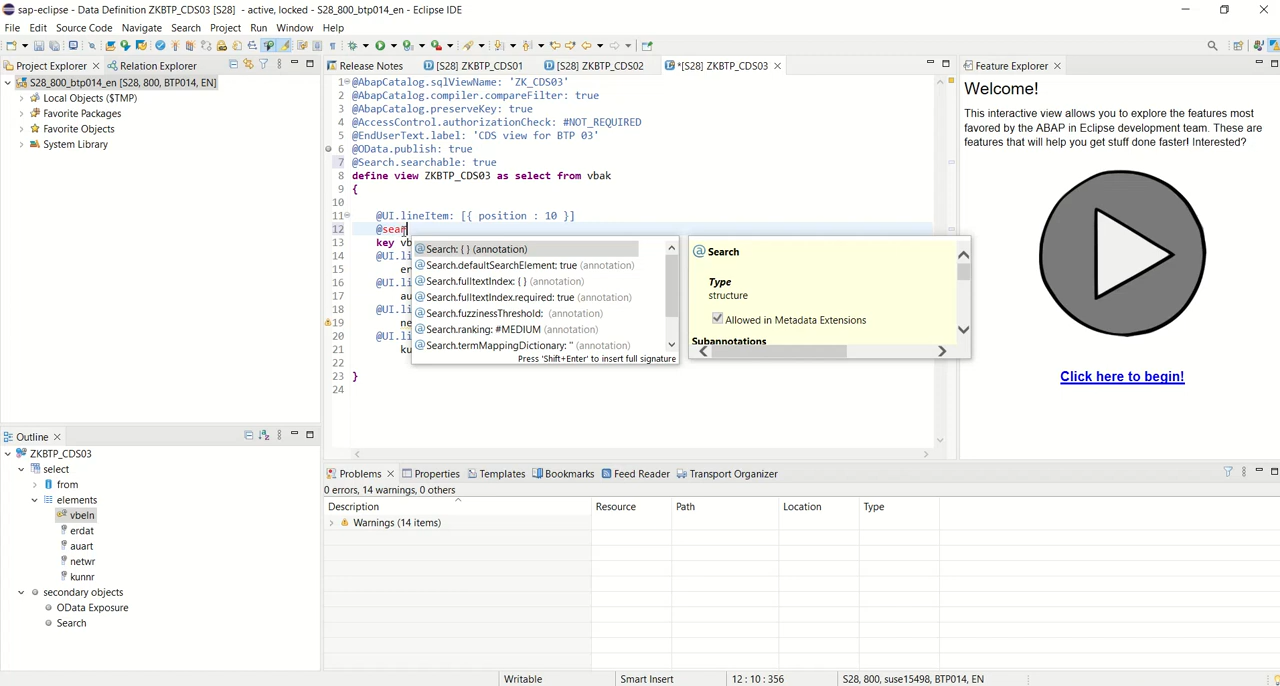 sap-eclipse - Data Definition ZKBTP_CDS03 [S28] - active, locked - S28_800_btp014_en - Eclipse IDE
File Edit Source Code Navigate Search Project Run Window Help
Project Explorer
Relation Explorer
S28_800_btp014_en [S28, 800, BTP014, EN]
Local Objects ($TMP)
Favorite Packages
Favorite Objects
System Library
Release Notes
[S28] ZKBTP_CDS01
[S28] ZKBTP_CDS02
*[S28] ZKBTP_CDS03
1 @AbapCatalog.sqlViewName: 'ZK_CDS03'
2 @AbapCatalog.compiler.compareFilter: true
3 @AbapCatalog.preserveKey: true
4 @AccessControl.authorizationCheck: #NOT_REQUIRED
5 @EndUserText.label: 'CDS view for BTP 03'
6 @OData.publish: true
7 @Search.searchable: true
8 define view ZKBTP_CDS03 as select from vbak
9 {
10
11 @UI.lineItem: [{ position : 10 }]
12 @sear
13 key vb
14 @UI.li
15 en
16 @UI.li
17 au
18 @UI.li
19 ne
20 @UI.li
21 ku
22
23 }
24
Search: { } (annotation)
Search.defaultSearchElement: true (annotation)
Search.fulltextIndex: { } (annotation)
Search.fulltextIndex.required: true (annotation)
Search.fuzzinessThreshold: (annotation)
Search.ranking: #MEDIUM (annotation)
Search.termMappingDictionary: '' (annotation)
Press 'Shift+Enter' to insert full signature
Search
Type
structure
Allowed in Metadata Extensions
Subannotations
Feature Explorer
Welcome!
This interactive view allows you to explore the features most
favored by the ABAP in Eclipse development team. These are
features that will help you get stuff done faster! Interested?
Click here to begin!
Outline
ZKBTP_CDS03
select
from
elements
vbeln
erdat
auart
netwr
kunnr
secondary objects
OData Exposure
Search
Problems
Properties
Templates
Bookmarks
Feed Reader
Transport Organizer
0 errors, 14 warnings, 0 others
Description Resource Path Location Type
Warnings (14 items)
Writable Smart Insert 12 : 10 : 356 S28, 800, suse15498, BTP014, EN